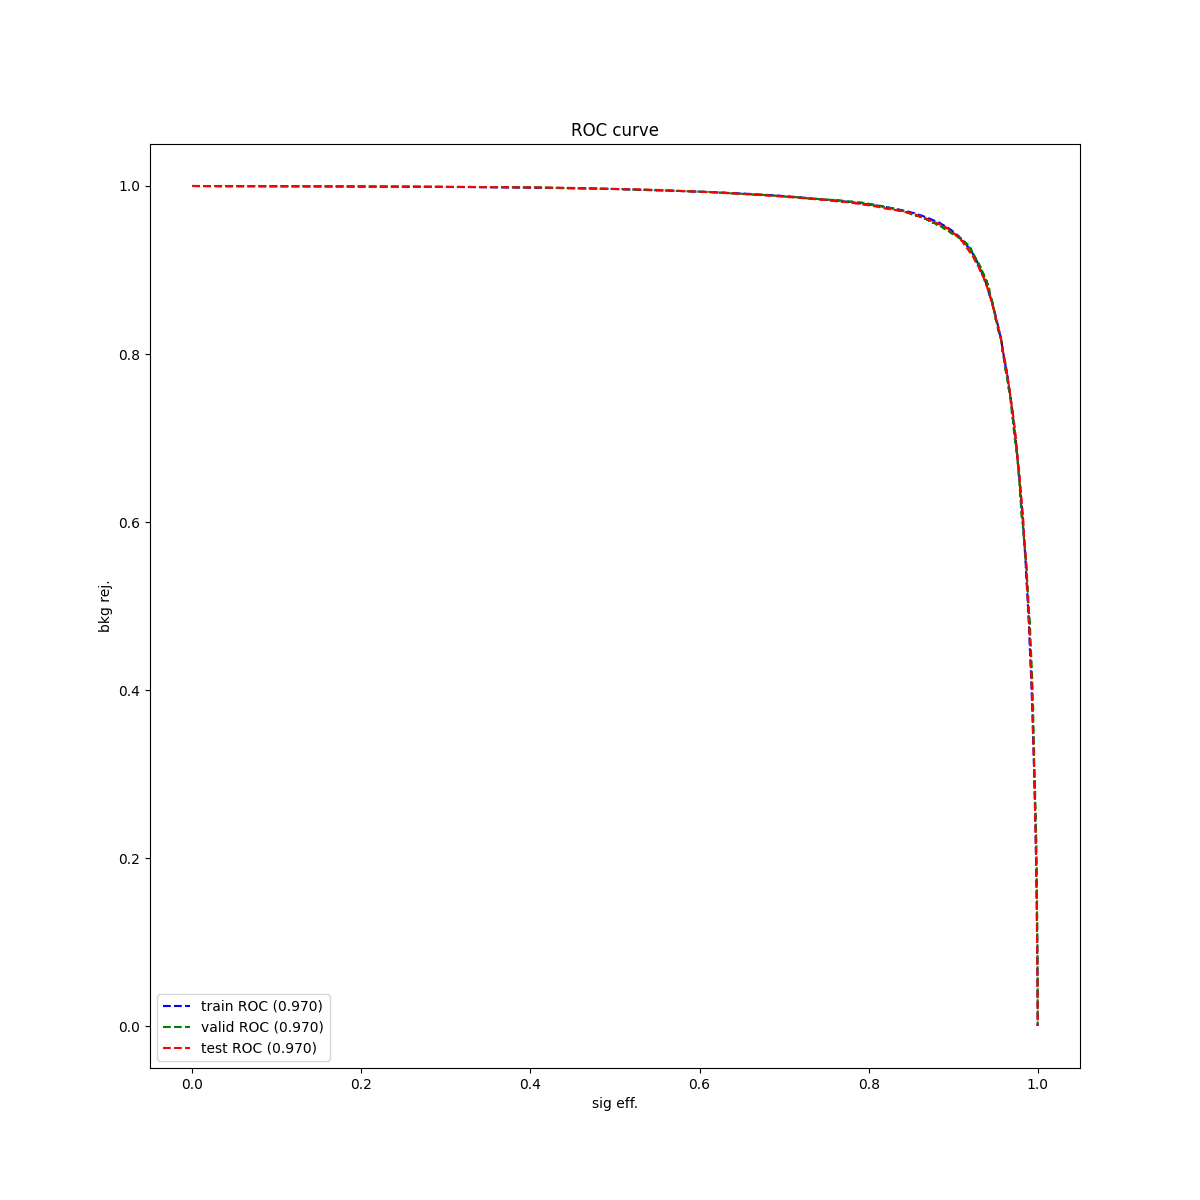 ROC curve
1.0
0.8
0.6
0.4
0.2
0.0
bkg rej.
train ROC (0.970)
valid ROC (0.970)
test ROC (0.970)
0.0 0.2 0.4 0.6 0.8 1.0
sig eff.